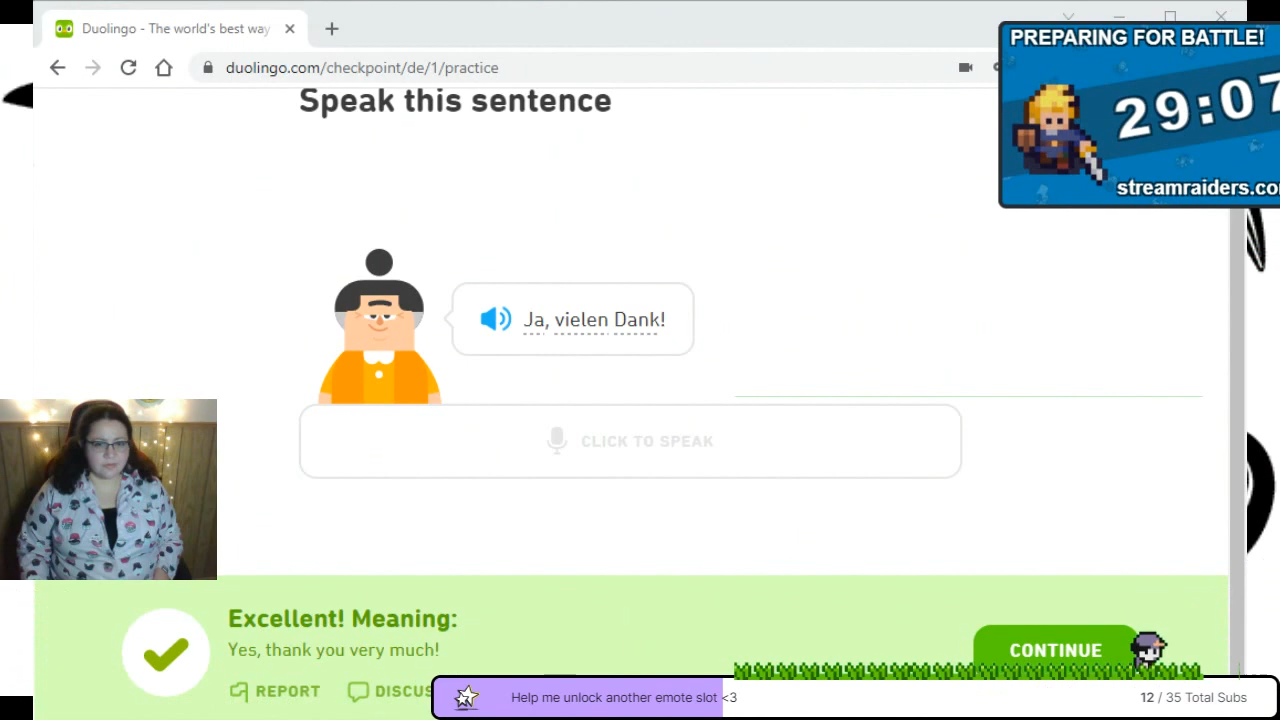 Duolingo - The world's best way
duolingo.com/checkpoint/de/1/practice
PREPARING FOR BATTLE!
29:07
streamraiders.co
Speak this sentence
Ja, vielen Dank!
CLICK TO SPEAK
Excellent! Meaning:
Yes, thank you very much!
CONTINUE
REPORT
DISCUS
Help me unlock another emote slot <3
12 / 35 Total Subs